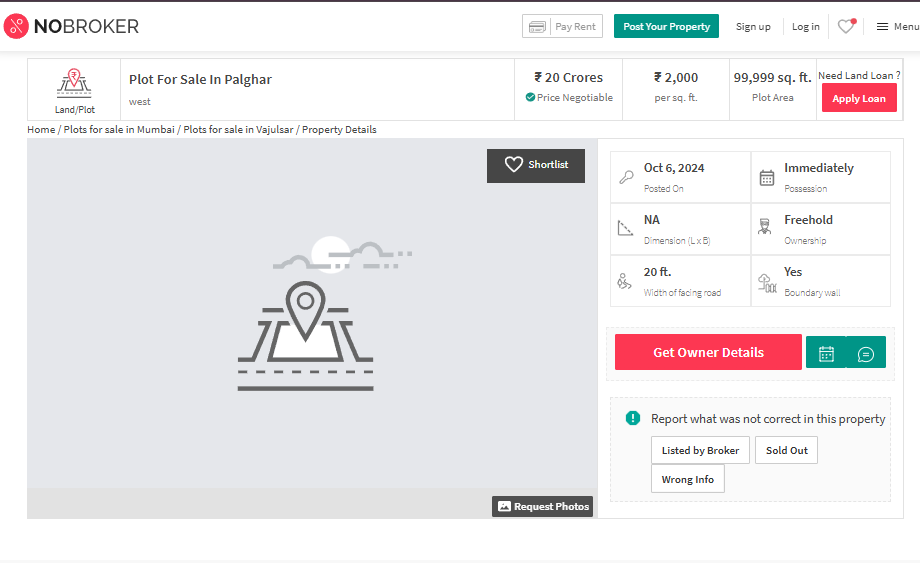 NOBROKER
Pay Rent
Post Your Property
Sign up
Log in
Menu
Land/Plot
Plot For Sale In Palghar
west
₹ 20 Crores
Price Negotiable
₹ 2,000
per sq. ft.
99,999 sq. ft.
Plot Area
Need Land Loan ?
Apply Loan
Home / Plots for sale in Mumbai / Plots for sale in Vajulsar / Property Details
Shortlist
Request Photos
Oct 6, 2024
Posted On
Immediately
Possession
NA
Dimension (L x B)
Freehold
Ownership
20 ft.
Width of facing road
Yes
Boundary wall
Get Owner Details
Report what was not correct in this property
Listed by Broker
Sold Out
Wrong Info